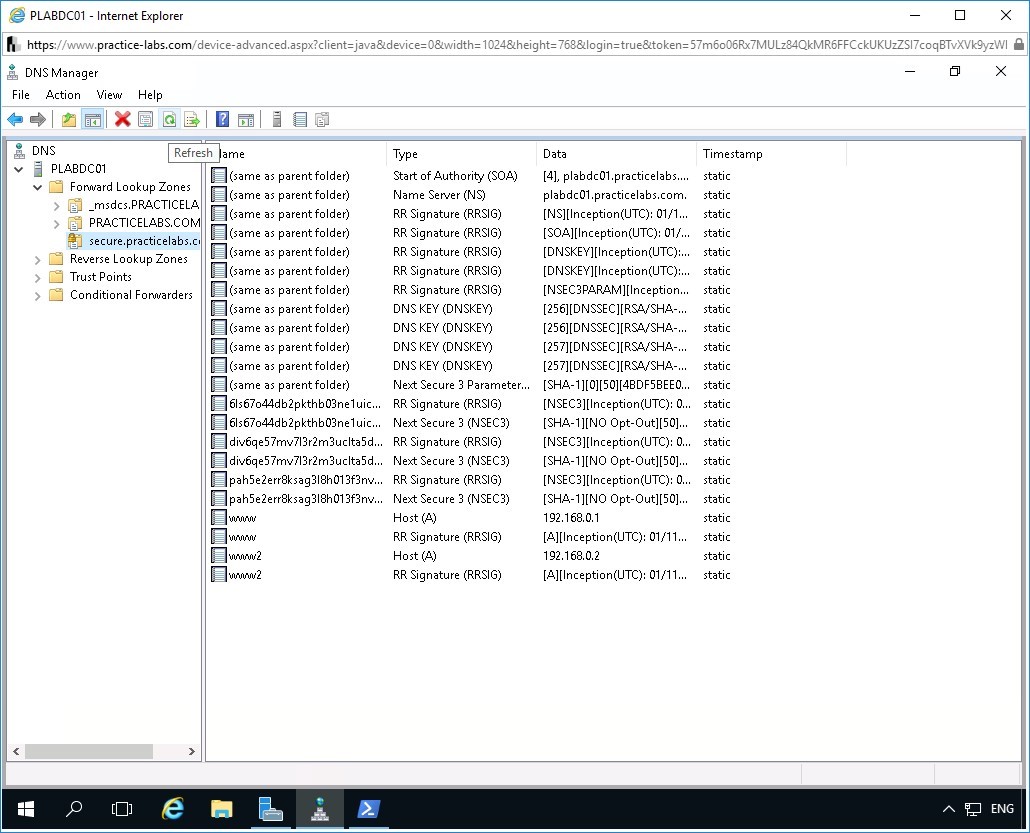 PLABDC01 - Internet Explorer
https://www.practice-labs.com/device-advanced.aspx?client=java&device=0&width=1024&height=768&login=true&token=57m6o06Rx7MULz84QkMR6FFCckUKUzZSI7coqBTvXVk9yzWl
DNS Manager
File Action View Help
Refresh
DNS
PLABDC01
Forward Lookup Zones
_msdcs.PRACTICELA
PRACTICELABS.COM
secure.practicelabs.co
Reverse Lookup Zones
Trust Points
Conditional Forwarders
Name Type Data Timestamp
(same as parent folder) Start of Authority (SOA) [4], plabdc01.practicelabs.... static
(same as parent folder) Name Server (NS) plabdc01.practicelabs.com. static
(same as parent folder) RR Signature (RRSIG) [NS][Inception(UTC): 01/1... static
(same as parent folder) RR Signature (RRSIG) [SOA][Inception(UTC): 01/... static
(same as parent folder) RR Signature (RRSIG) [DNSKEY][Inception(UTC):... static
(same as parent folder) RR Signature (RRSIG) [DNSKEY][Inception(UTC):... static
(same as parent folder) RR Signature (RRSIG) [NSEC3PARAM][Inception... static
(same as parent folder) DNS KEY (DNSKEY) [256][DNSSEC][RSA/SHA-... static
(same as parent folder) DNS KEY (DNSKEY) [256][DNSSEC][RSA/SHA-... static
(same as parent folder) DNS KEY (DNSKEY) [257][DNSSEC][RSA/SHA-... static
(same as parent folder) DNS KEY (DNSKEY) [257][DNSSEC][RSA/SHA-... static
(same as parent folder) Next Secure 3 Parameter... [SHA-1][0][50][4BDF5BEE0... static
6ls67o44db2pkthb03ne1uic... RR Signature (RRSIG) [NSEC3][Inception(UTC): 0... static
6ls67o44db2pkthb03ne1uic... Next Secure 3 (NSEC3) [SHA-1][NO Opt-Out][50]... static
div6qe57mv7l3r2m3uclta5d... RR Signature (RRSIG) [NSEC3][Inception(UTC): 0... static
div6qe57mv7l3r2m3uclta5d... Next Secure 3 (NSEC3) [SHA-1][NO Opt-Out][50]... static
pah5e2err8ksag3l8h013f3nv... RR Signature (RRSIG) [NSEC3][Inception(UTC): 0... static
pah5e2err8ksag3l8h013f3nv... Next Secure 3 (NSEC3) [SHA-1][NO Opt-Out][50]... static
www Host (A) 192.168.0.1 static
www RR Signature (RRSIG) [A][Inception(UTC): 01/11... static
www2 Host (A) 192.168.0.2 static
www2 RR Signature (RRSIG) [A][Inception(UTC): 01/11... static
ENG